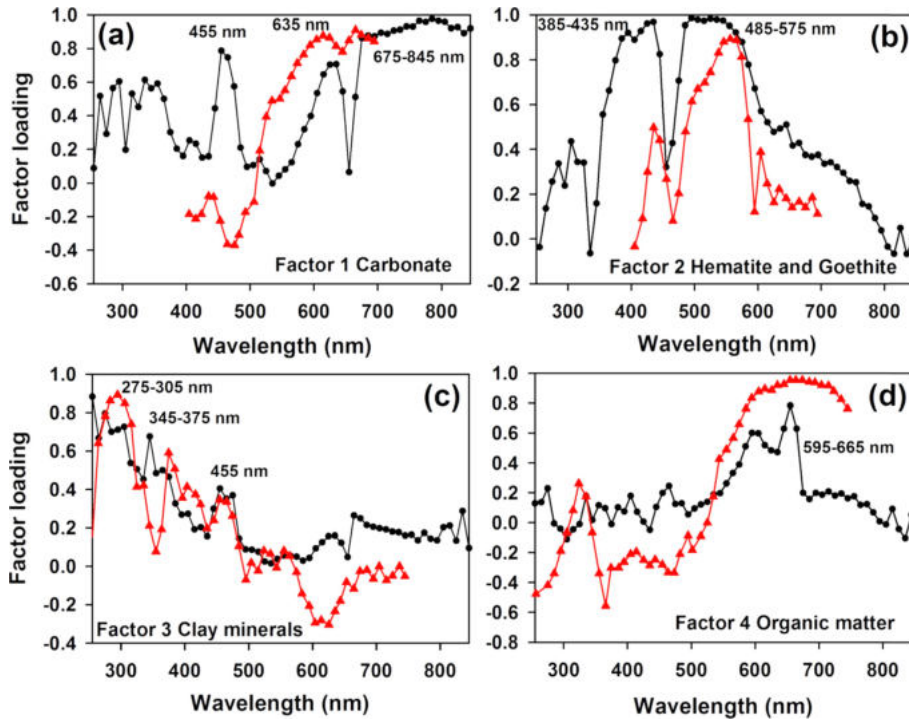 (a)
455 nm
635 nm
675-845 nm
Factor 1 Carbonate
Factor loading
1.0
0.8
0.6
0.4
0.2
0.0
-0.2
-0.4
-0.6
300 400 500 600 700 800
Wavelength (nm)
(b)
385-435 nm
485-575 nm
Factor 2 Hematite and Goethite
1.0
0.8
0.6
0.4
0.2
0.0
-0.2
300 400 500 600 700 800
Wavelength (nm)
(c)
275-305 nm
345-375 nm
455 nm
Factor 3 Clay minerals
Factor loading
1.0
0.8
0.6
0.4
0.2
0.0
-0.2
-0.4
300 400 500 600 700 800
Wavelength (nm)
(d)
595-665 nm
Factor 4 Organic matter
1.0
0.8
0.6
0.4
0.2
0.0
-0.2
-0.4
-0.6
-0.8
300 400 500 600 700 800
Wavelength (nm)